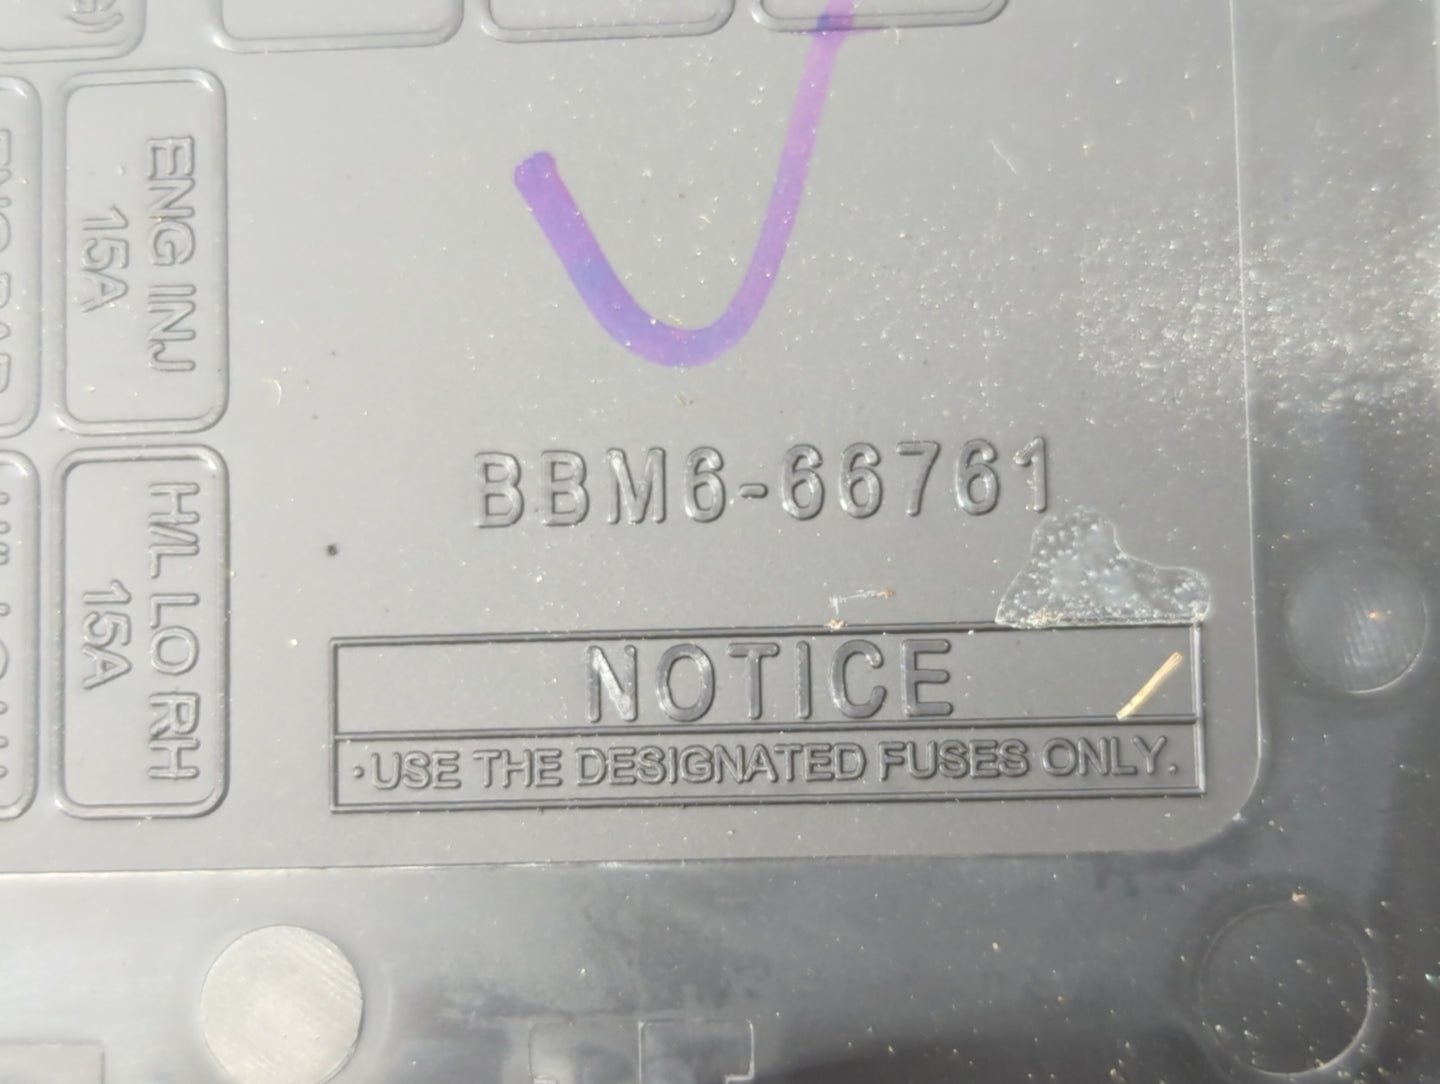 ENG INJ
15A
H/L LO RH
15A
BBM6-66761
NOTICE
·USE THE DESIGNATED FUSES ONLY.